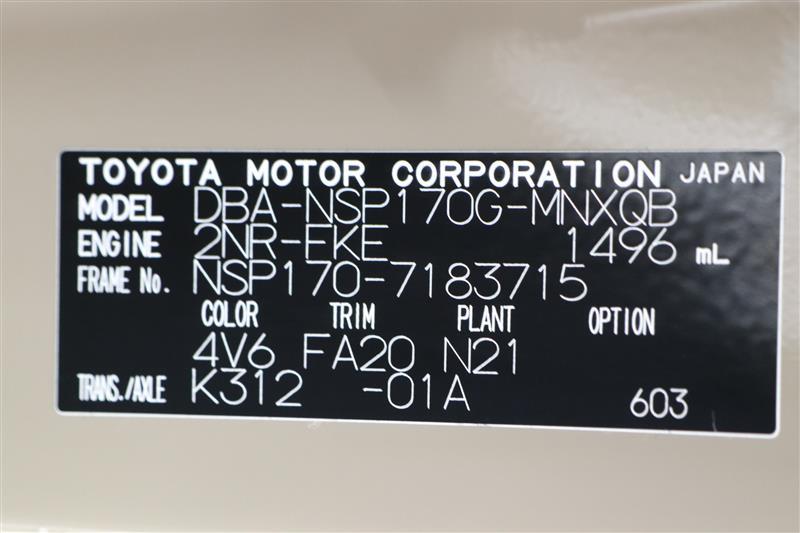 TOYOTA MOTOR CORPORATION JAPAN
MODEL DBA-NSP170G-MNXQB
ENGINE 2NR-FKE 1496 mL
FRAME No. NSP170-7183715
COLOR TRIM PLANT OPTION
4V6 FA20 N21
TRANS./AXLE K312 -01A 603